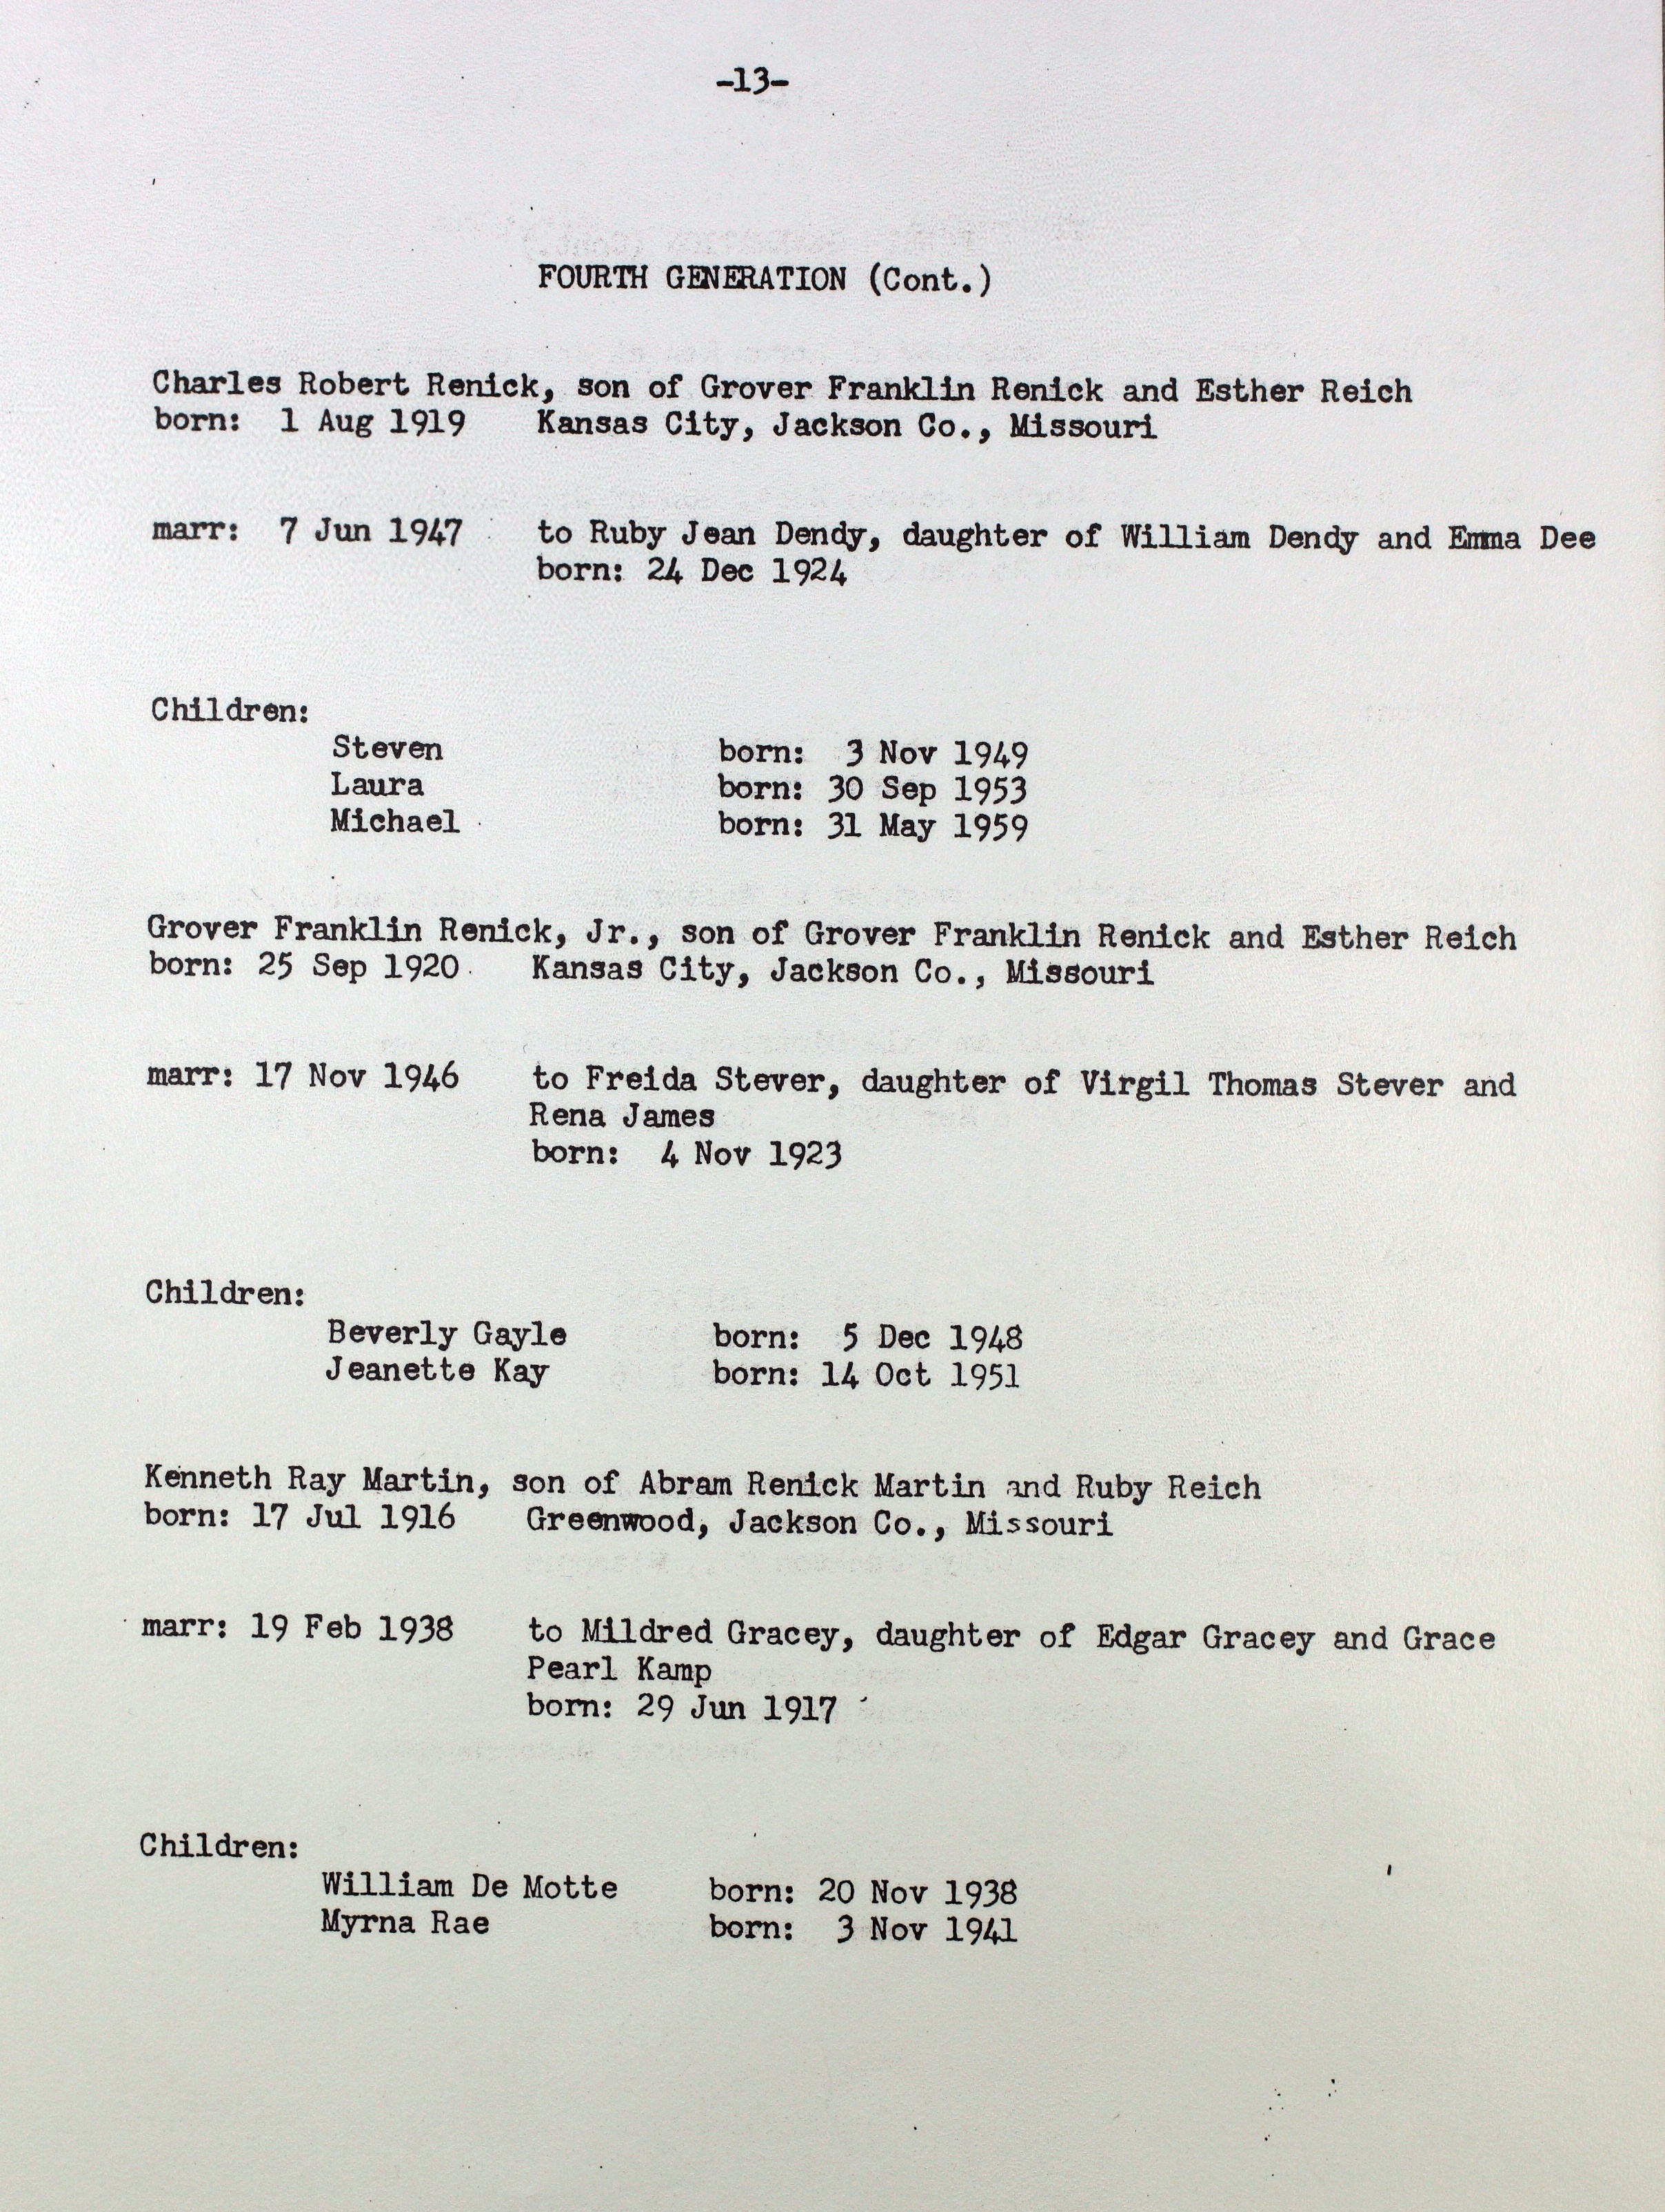 -13-
FOURTH GENERATION (Cont.)
Charles Robert Renick, son of Grover Franklin Renick and Esther Reich
born: 1 Aug 1919 Kansas City, Jackson Co., Missouri
marr: 7 Jun 1947 to Ruby Jean Dendy, daughter of William Dendy and Emma Dee
born: 24 Dec 1924
Children:
Steven born: 3 Nov 1949
Laura born: 30 Sep 1953
Michael born: 31 May 1959
Grover Franklin Renick, Jr., son of Grover Franklin Renick and Esther Reich
born: 25 Sep 1920 Kansas City, Jackson Co., Missouri
marr: 17 Nov 1946 to Freida Stever, daughter of Virgil Thomas Stever and
Rena James
born: 4 Nov 1923
Children:
Beverly Gayle born: 5 Dec 1948
Jeanette Kay born: 14 Oct 1951
Kenneth Ray Martin, son of Abram Renick Martin and Ruby Reich
born: 17 Jul 1916 Greenwood, Jackson Co., Missouri
marr: 19 Feb 1938 to Mildred Gracey, daughter of Edgar Gracey and Grace
Pearl Kamp
born: 29 Jun 1917
Children:
William De Motte born: 20 Nov 1938
Myrna Rae born: 3 Nov 1941